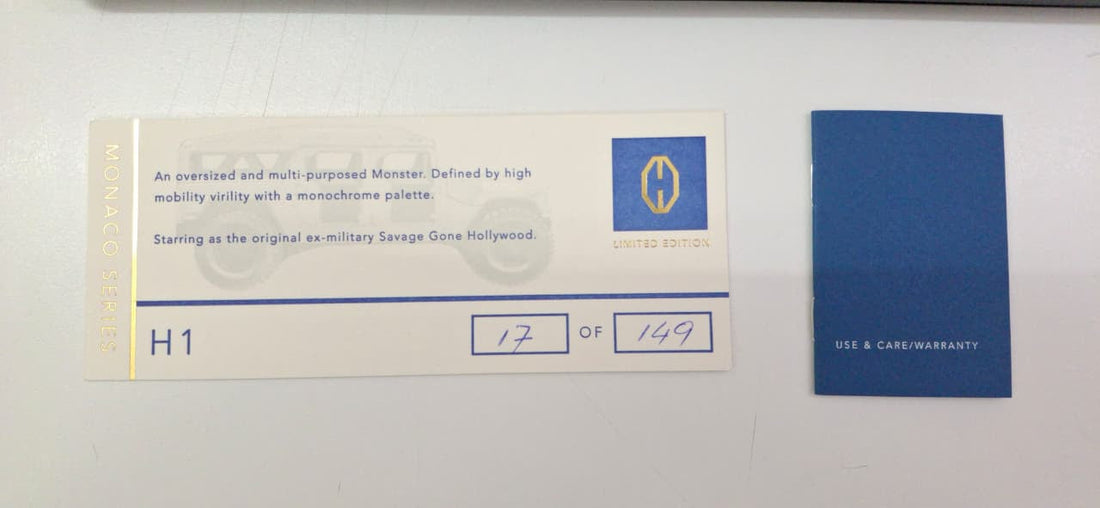 MONACO SERIES
An oversized and multi-purposed Monster. Defined by high
mobility virility with a monochrome palette.
Starring as the original ex-military Savage Gone Hollywood.
LIMITED EDITION
H1
17 OF 149
USE & CARE/WARRANTY